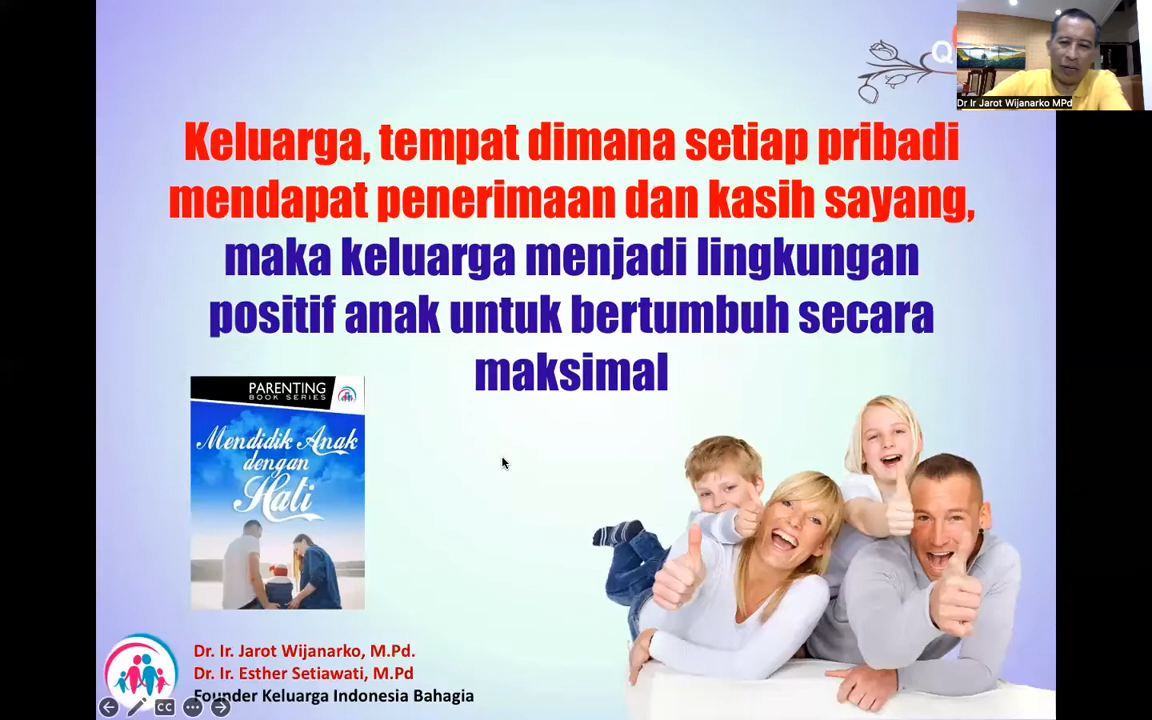 Q
Dr Ir Jarot Wijanarko MPd
Keluarga, tempat dimana setiap pribadi
mendapat penerimaan dan kasih sayang,
maka keluarga menjadi lingkungan
positif anak untuk bertumbuh secara
maksimal
PARENTING
BOOK SERIES
Mendidik Anak
dengan
Hati
Dr. Ir. Jarot Wijanarko, M.Pd.
Dr. Ir. Esther Setiawati, M.Pd
Founder Keluarga Indonesia Bahagia
CC